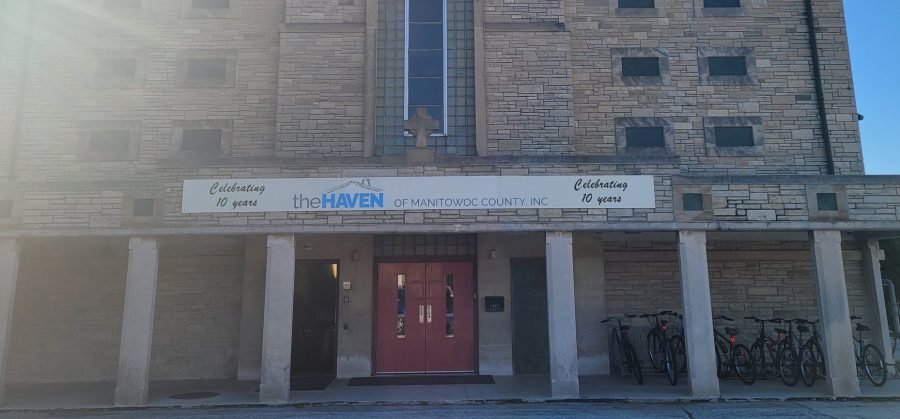 Celebrating
10 years
theHAVEN OF MANITOWOC COUNTY, INC
Celebrating
10 years